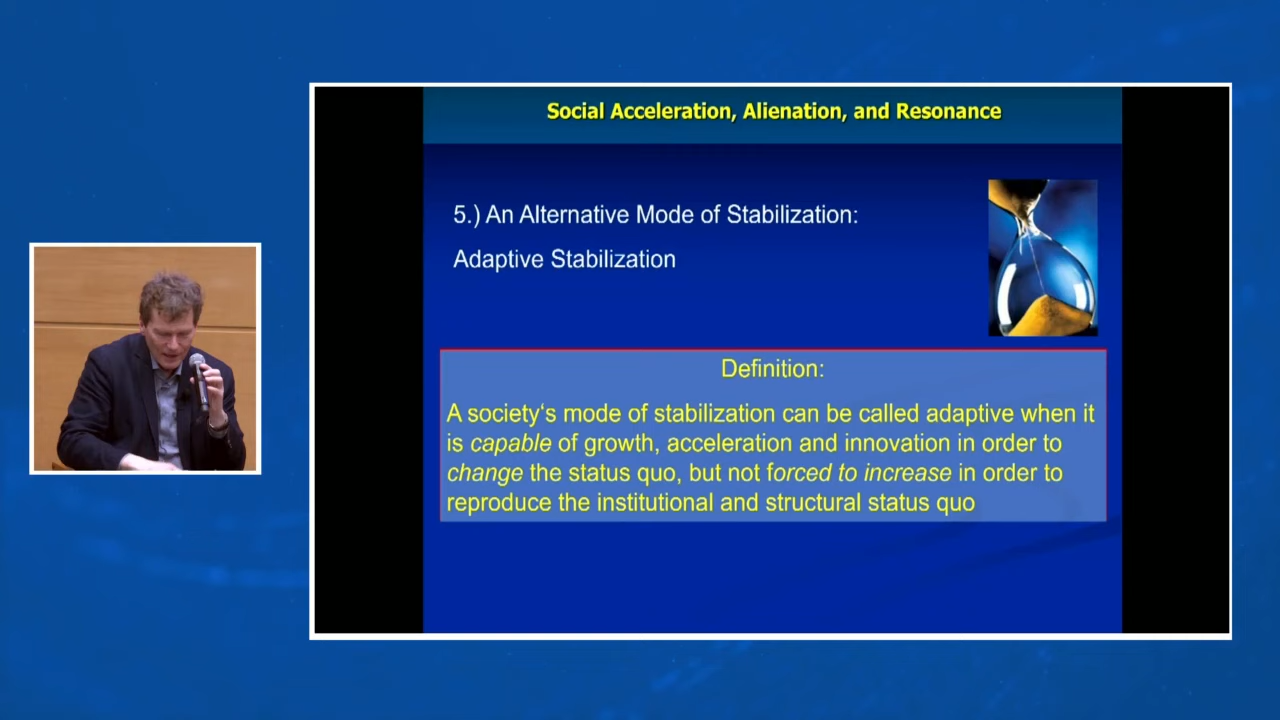 Social Acceleration, Alienation, and Resonance
5.) An Alternative Mode of Stabilization:
Adaptive Stabilization
Definition:
A society‘s mode of stabilization can be called adaptive when it
is capable of growth, acceleration and innovation in order to
change the status quo, but not forced to increase in order to
reproduce the institutional and structural status quo